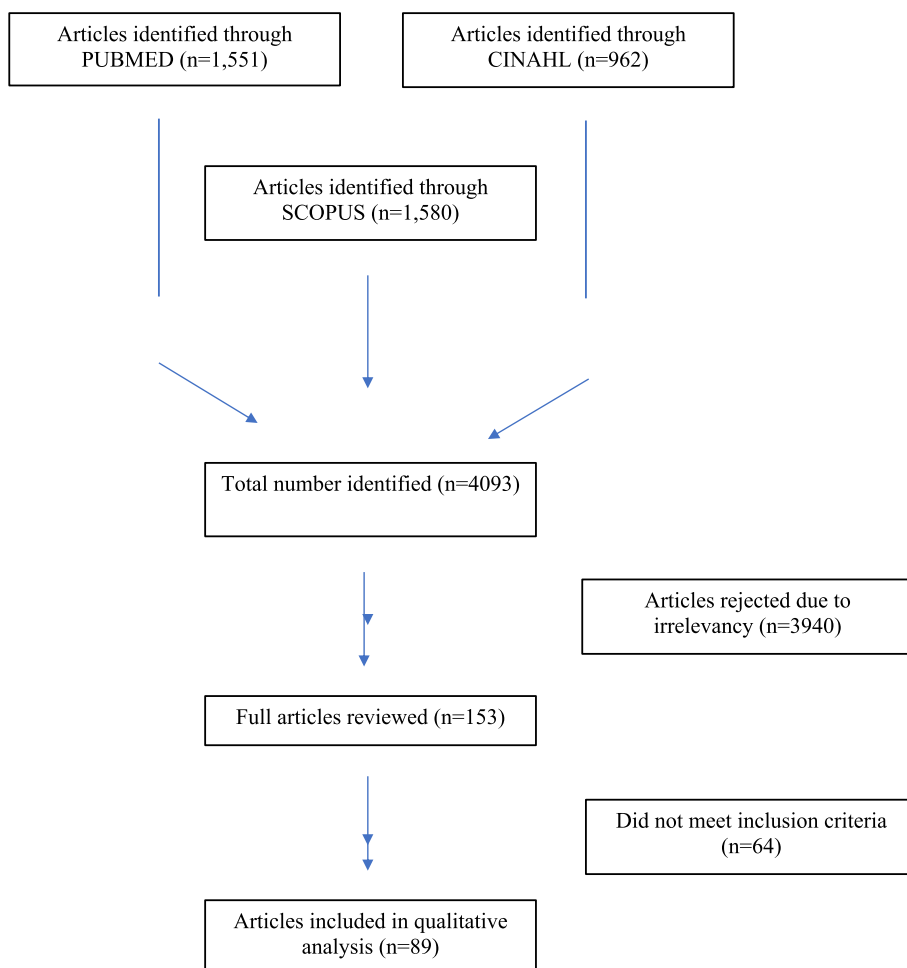 Articles identified through
PUBMED (n=1,551)
Articles identified through
CINAHL (n=962)
Articles identified through
SCOPUS (n=1,580)
Total number identified (n=4093)
Articles rejected due to
irrelevancy (n=3940)
Full articles reviewed (n=153)
Did not meet inclusion criteria
(n=64)
Articles included in qualitative
analysis (n=89)